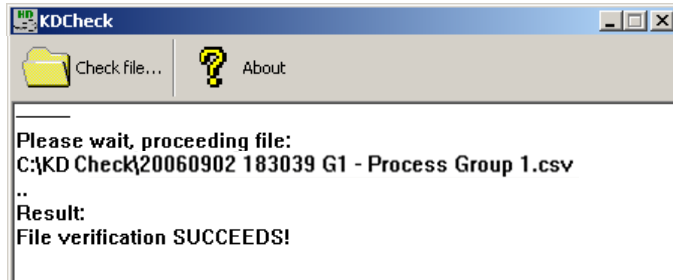 KDCheck
Check file...
About
Please wait, proceeding file:
C:\KD Check\20060902 183039 G1 - Process Group 1.csv
..
Result:
File verification SUCCEEDS!